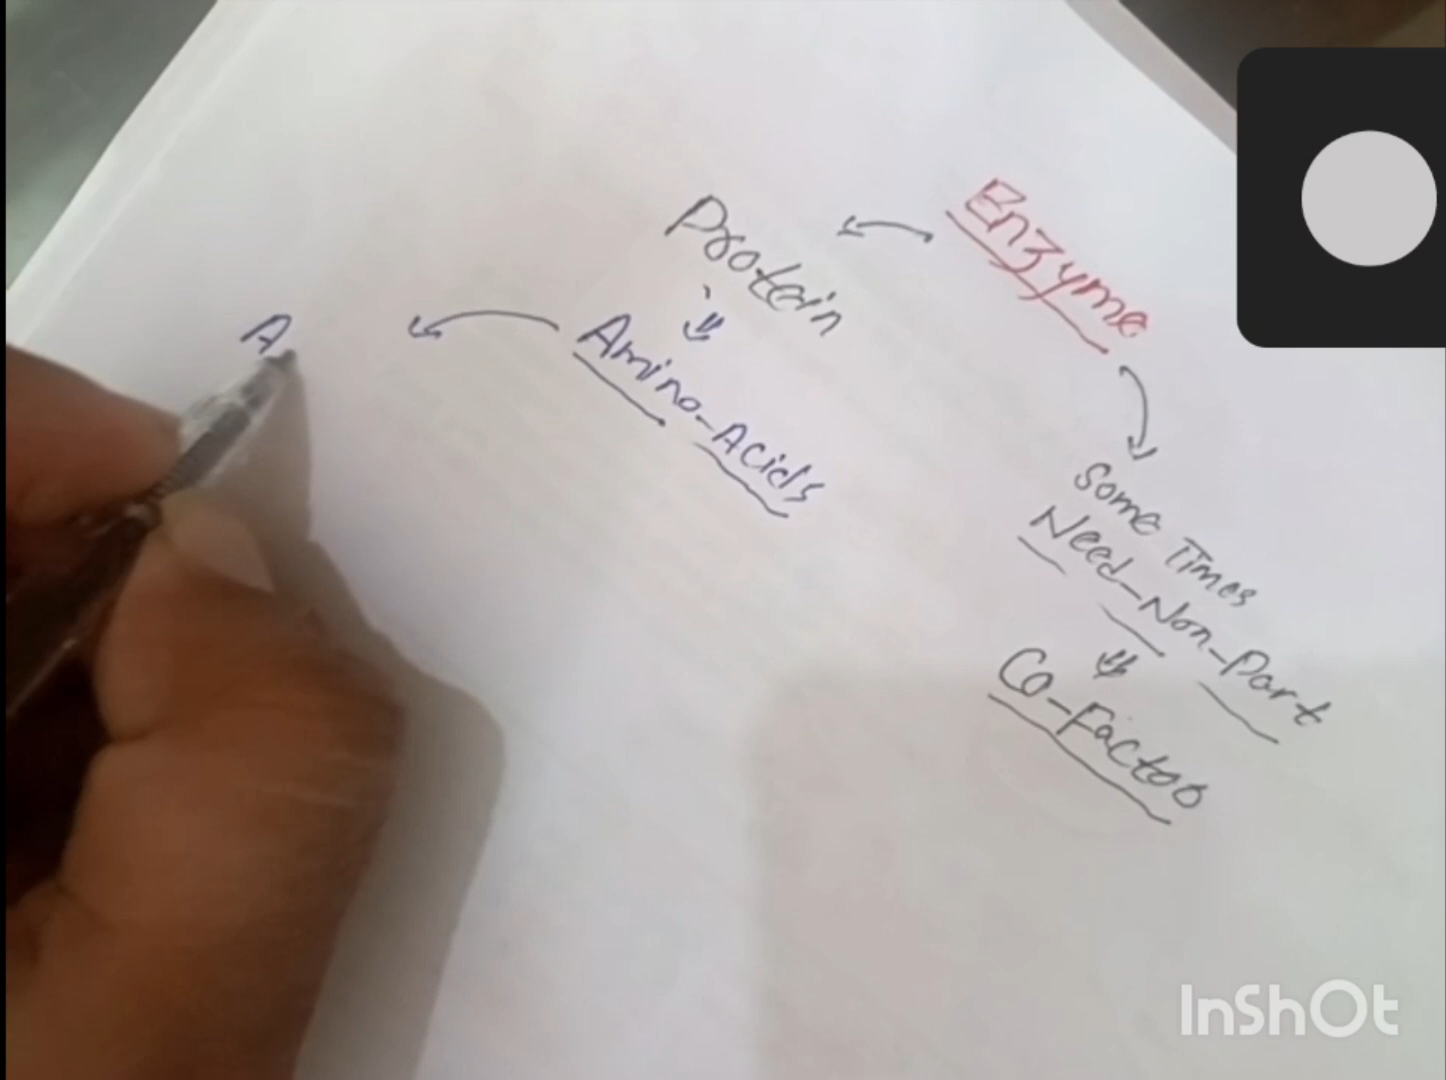 Enzyme
Protein
Amino-Acids
A
Some Times
Need-Non-Part
Co-Factor
InShOt